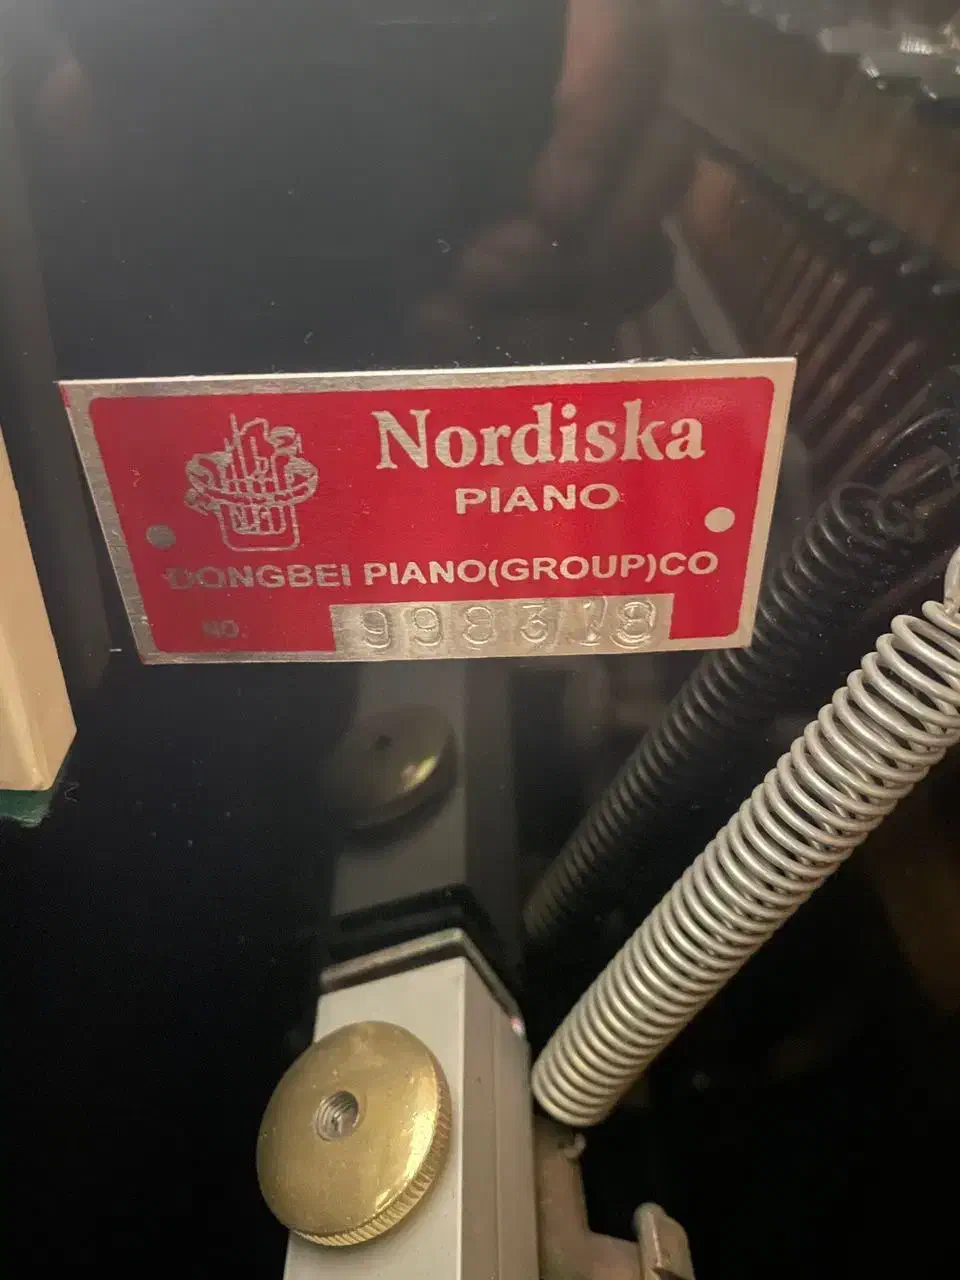 Nordiska
PIANO
DONGBEI PIANO(GROUP)CO
NO. 998318